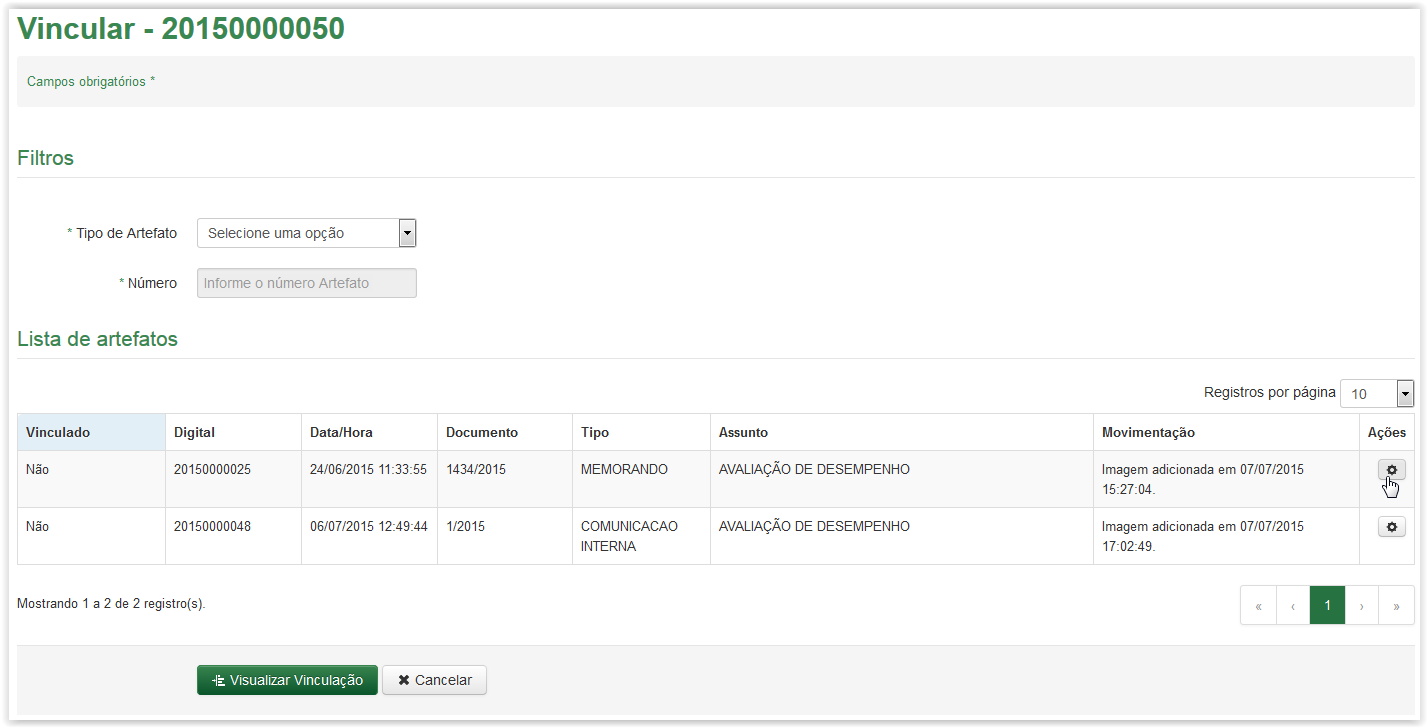 Vincular - 20150000050
Campos obrigatórios *
Filtros
* Tipo de Artefato Selecione uma opção
* Número Informe o número Artefato
Lista de artefatos
Registros por página 10
Vinculado Digital Data/Hora Documento Tipo Assunto Movimentação Ações
Não 20150000025 24/06/2015 11:33:55 1434/2015 MEMORANDO AVALIAÇÃO DE DESEMPENHO Imagem adicionada em 07/07/2015
15:27:04.
Não 20150000048 06/07/2015 12:49:44 1/2015 COMUNICACAO AVALIAÇÃO DE DESEMPENHO Imagem adicionada em 07/07/2015
INTERNA 17:02:49.
Mostrando 1 a 2 de 2 registro(s). « ‹ 1 › »
Visualizar Vinculação Cancelar